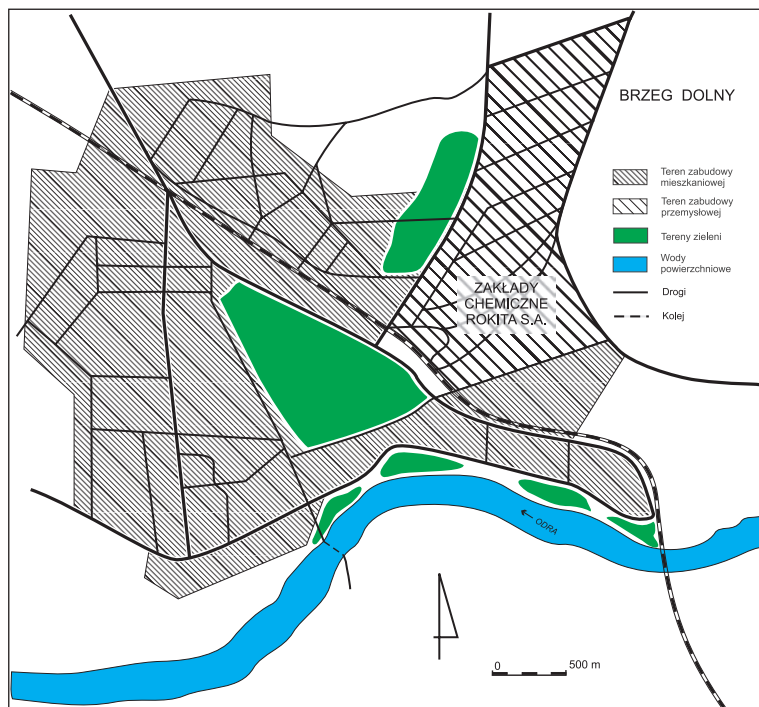 BRZEG DOLNY
Teren zabudowy
mieszkaniowej
Teren zabudowy
przemysłowej
Tereny zieleni
Wody
powierzchniowe
Drogi
Kolej
ZAKŁADY
CHEMICZNE
ROKITA S.A.
ODRA
0 500 m